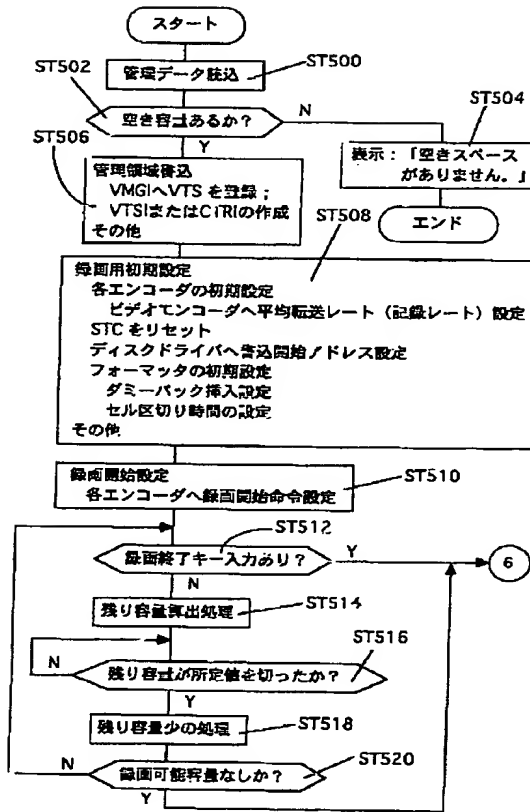 スタート
ST500
管理データ読込
ST502
空き容量あるか？
N
Y
ST504
表示：「空きスペース
がありません。」
エンド
ST506
管理領域書込
VMGIへVTS を登録；
VTSIまたはCTRIの作成
その他
ST508
録画用初期設定
各エンコーダの初期設定
ビデオエンコーダへ平均転送レート（記録レート）設定
STC をリセット
ディスクドライバへ書込開始アドレス設定
フォーマッタの初期設定
ダミーパック挿入設定
セル区切り時間の設定
その他
ST510
録画開始設定
各エンコーダへ録画開始命令設定
ST512
録画終了キー入力あり？
Y
6
N
ST514
残り容量算出処理
ST516
残り容量が所定値を切ったか？
N
Y
ST518
残り容量少の処理
ST520
録画可能容量なしか？
N
Y